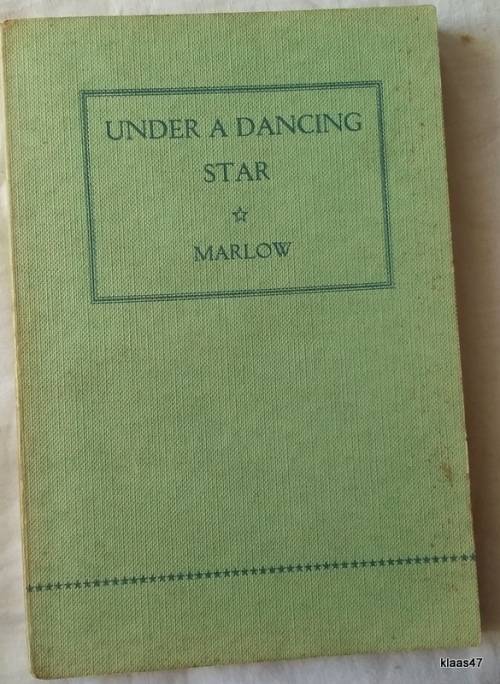 UNDER A DANCING
STAR
MARLOW
klaas47